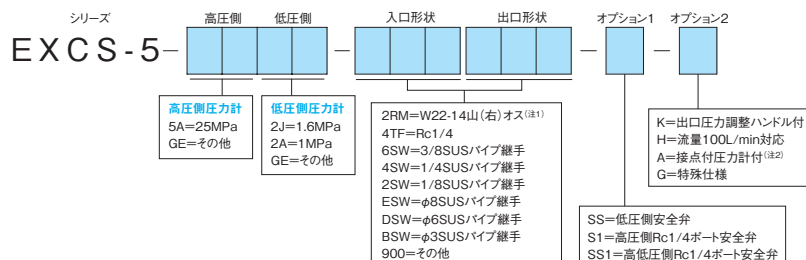 シリーズ
高圧側
低圧側
入口形状
出口形状
オプション1
オプション2
EXCS-5
高圧側圧力計
5A=25MPa
GE=その他
低圧側圧力計
2J=1.6MPa
2A=1MPa
GE=その他
2RM=W22-14山(右)オス(注1)
4TF=Rc1/4
6SW=3/8SUSパイプ継手
4SW=1/4SUSパイプ継手
2SW=1/8SUSパイプ継手
ESW=φ8SUSパイプ継手
DSW=φ6SUSパイプ継手
BSW=φ3SUSパイプ継手
900=その他
SS=低圧側安全弁
S1=高圧側Rc1/4ポート安全弁
SS1=高低圧側Rc1/4ポート安全弁
K=出口圧力調整ハンドル付
H=流量100L/min対応
A=接点付圧力計付(注2)
G=特殊仕様